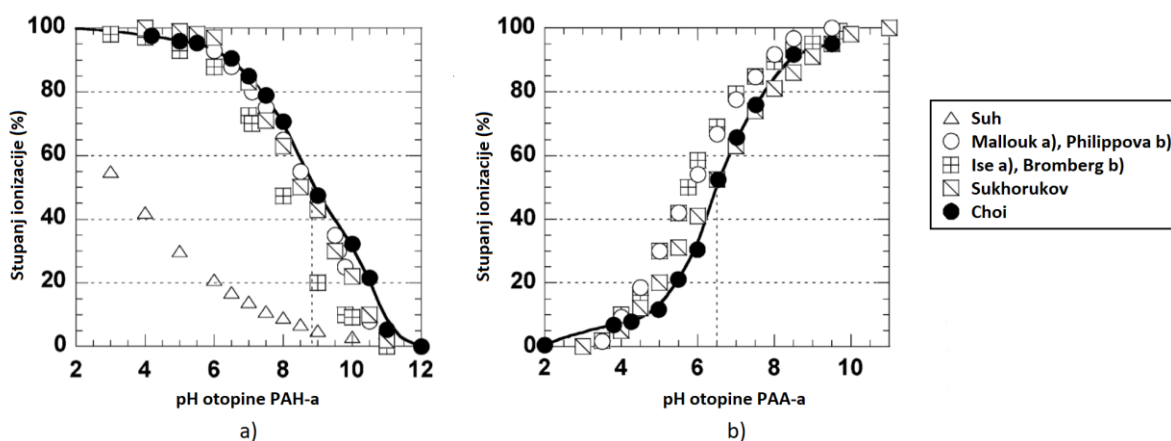 100
80
60
40
20
0
Stupanj ionizacije (%)
2 4 6 8 10 12
pH otopine PAH-a
a)
100
80
60
40
20
0
Stupanj ionizacije (%)
2 4 6 8 10
pH otopine PAA-a
b)
Suh
Mallouk a), Philippova b)
Ise a), Bromberg b)
Sukhorukov
Choi